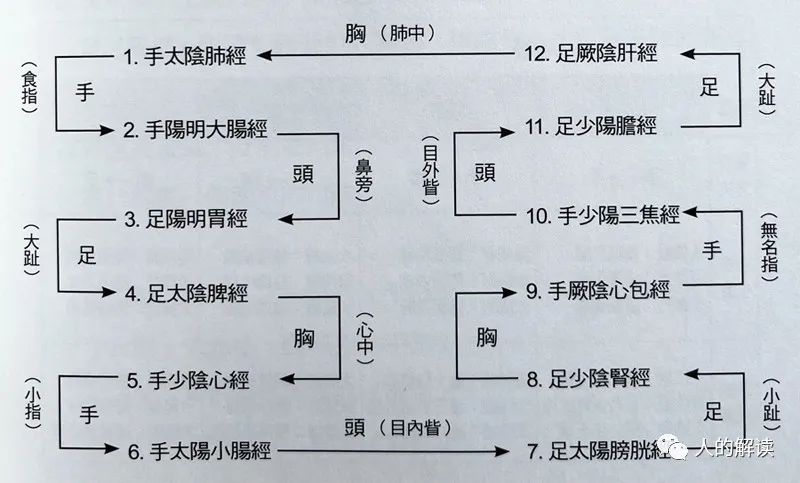 胸（肺中）
1. 手太陰肺經
12. 足厥陰肝經
（食指）
手
足
（大趾）
2. 手陽明大腸經
11. 足少陽膽經
頭
（鼻旁）
（目外眥）
頭
3. 足陽明胃經
10. 手少陽三焦經
（大趾）
足
手
（無名指）
4. 足太陰脾經
9. 手厥陰心包經
胸
（心中）
胸
5. 手少陰心經
8. 足少陰腎經
（小指）
手
足
（小趾）
頭（目內眥）
6. 手太陽小腸經
7. 足太陽膀胱經
人的解读